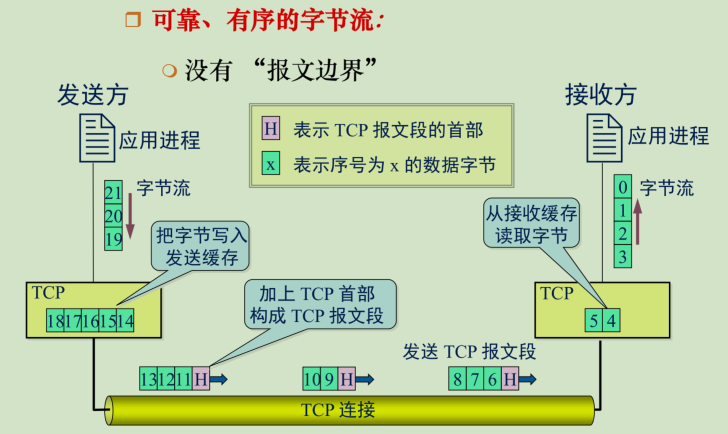 可靠、有序的字节流：
没有 “报文边界”
发送方
接收方
应用进程
H 表示 TCP 报文段的首部
x 表示序号为 x 的数据字节
应用进程
21
20
19
字节流
把字节写入
发送缓存
从接收缓存
读取字节
0
1
2
3
字节流
TCP
18 17 16 15 14
加上 TCP 首部
构成 TCP 报文段
TCP
5 4
发送 TCP 报文段
13 12 11 H
10 9 H
8 7 6 H
TCP 连接